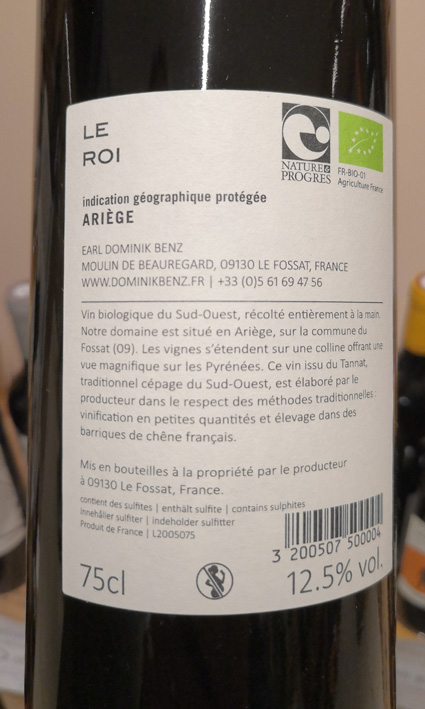 LE
ROI
NATURE &
PROGRES
FR-BIO-01
Agriculture France
indication géographique protégée
ARIÈGE
EARL DOMINIK BENZ
MOULIN DE BEAUREGARD, 09130 LE FOSSAT, FRANCE
WWW.DOMINIKBENZ.FR | +33 (0)5 61 69 47 56
Vin biologique du Sud-Ouest, récolté entièrement à la main.
Notre domaine est situé en Ariège, sur la commune du
Fossat (09). Les vignes s'étendent sur une colline offrant une
vue magnifique sur les Pyrénées. Ce vin issu du Tannat,
traditionnel cépage du Sud-Ouest, est élaboré par le
producteur dans le respect des méthodes traditionnelles :
vinification en petites quantités et élevage dans des
barriques de chêne français.
Mis en bouteilles à la propriété par le producteur
à 09130 Le Fossat, France.
contient des sulfites | enthält sulfite | contains sulphites
innehåller sulfiter | indeholder sulfitter
Produit de France | L2005075
3 200507 500004
75cl
12.5% vol.